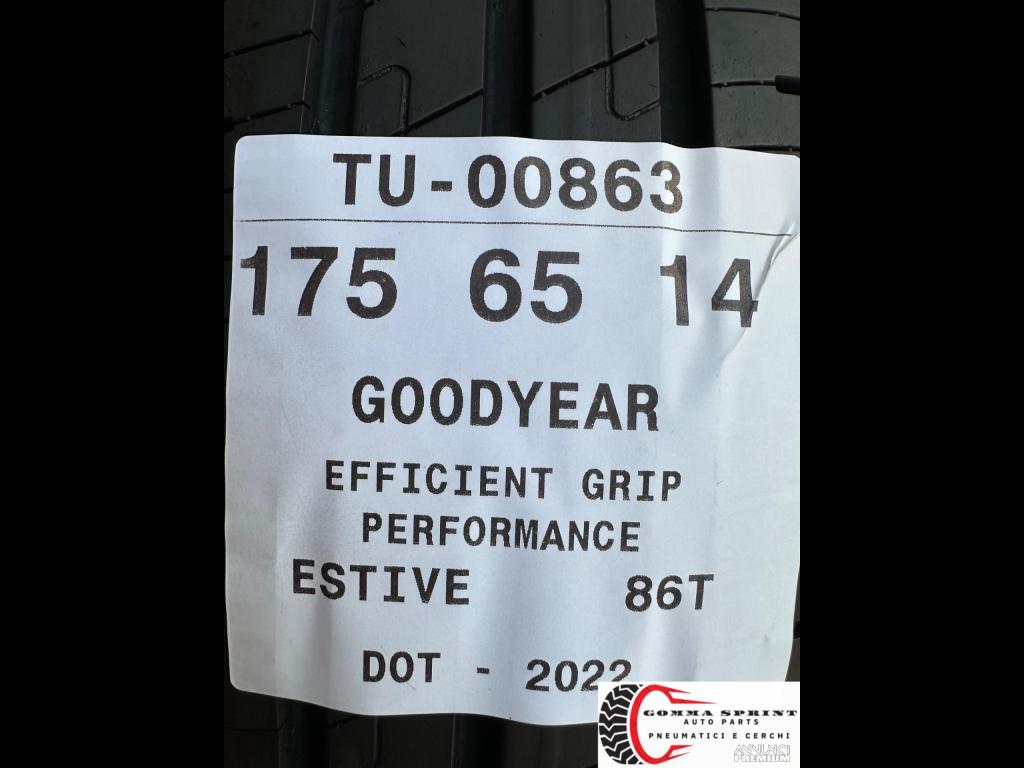 TU-00863
175 65 14
GOODYEAR
EFFICIENT GRIP
PERFORMANCE
ESTIVE 86T
DOT - 2022
GOMMA SPRINT
AUTO PARTS
PNEUMATICI E CERCHI
ANNUNCI
PREMIUM